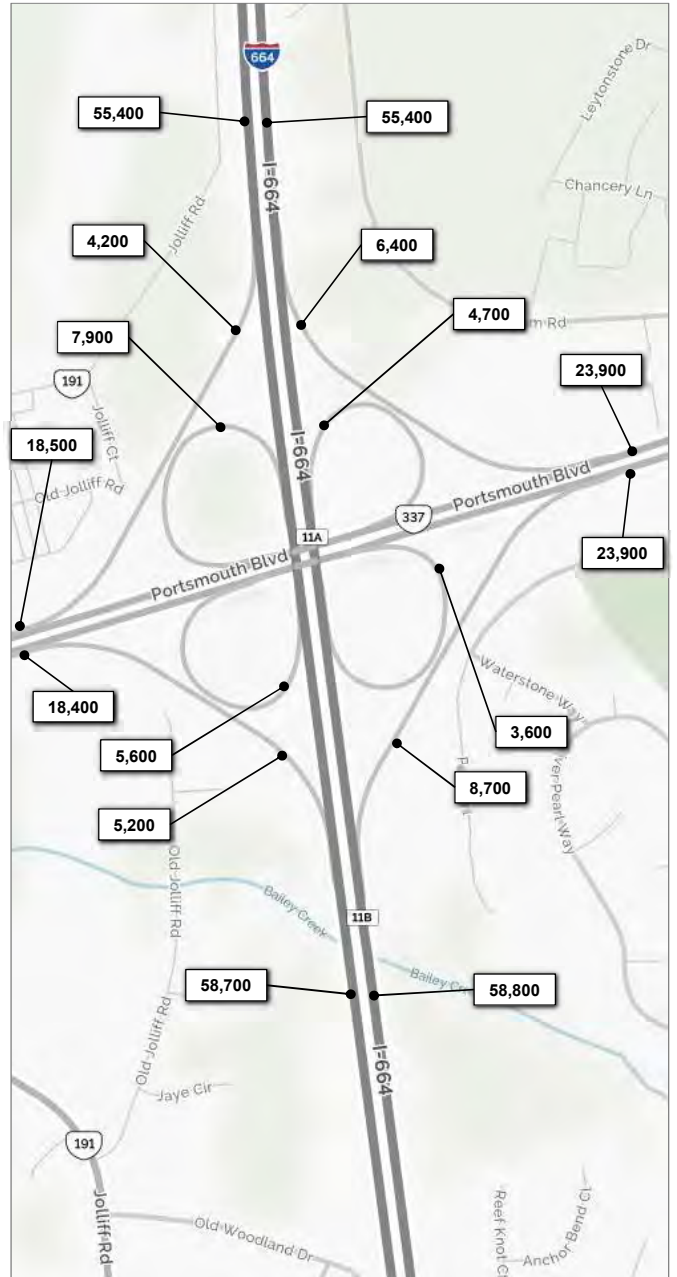 664
Leytonstone Dr
55,400
55,400
I-664
Chancery Ln
Jolliff Rd
4,200
6,400
4,700
7,900
m Rd
23,900
191
Jolliff Ct
18,500
I-664
Old Jolliff Rd
Portsmouth Blvd
337
11A
23,900
Portsmouth Blvd
Waterstone Way
18,400
3,600
5,600
8,700
ver Pearl Way
5,200
Old Jolliff Rd
Bailey Creek
11B
58,700
Bailey Cre
58,800
Old Jolliff Rd
I-664
Jaye Cir
191
Jolliff Rd
Old Woodland Dr
Reef Knot C
Anchor Bend Ct